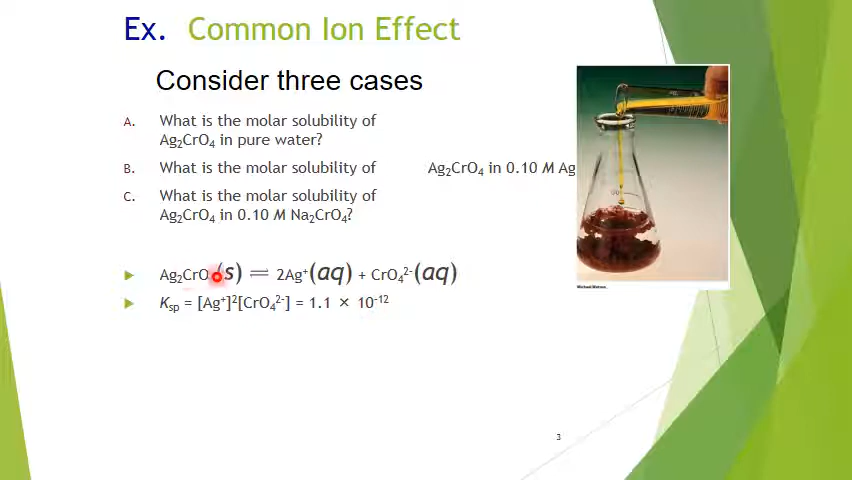 Ex. Common Ion Effect
Consider three cases
A. What is the molar solubility of
Ag₂CrO₄ in pure water?
B. What is the molar solubility of Ag₂CrO₄ in 0.10 M Ag
C. What is the molar solubility of
Ag₂CrO₄ in 0.10 M Na₂CrO₄?
Ag₂CrO (s) = 2Ag⁺(aq) + CrO₄²⁻(aq)
Ksp = [Ag⁺]²[CrO₄²⁻] = 1.1 × 10⁻¹²
3